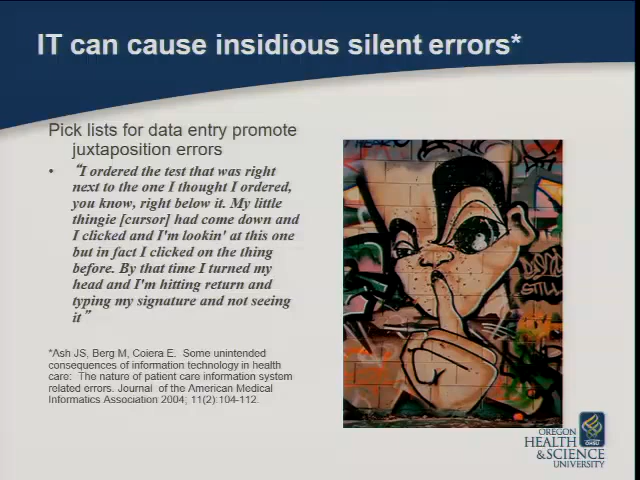 IT can cause insidious silent errors*
Pick lists for data entry promote
juxtaposition errors
• "I ordered the test that was right
next to the one I thought I ordered,
you know, right below it. My little
thingie [cursor] had come down and
I clicked and I'm lookin' at this one
but in fact I clicked on the thing
before. By that time I turned my
head and I'm hitting return and
typing my signature and not seeing
it"
*Ash JS, Berg M, Coiera E. Some unintended
consequences of information technology in health
care: The nature of patient care information system
related errors. Journal of the American Medical
Informatics Association 2004; 11(2):104-112.
OREGON
HEALTH
&SCIENCE
UNIVERSITY